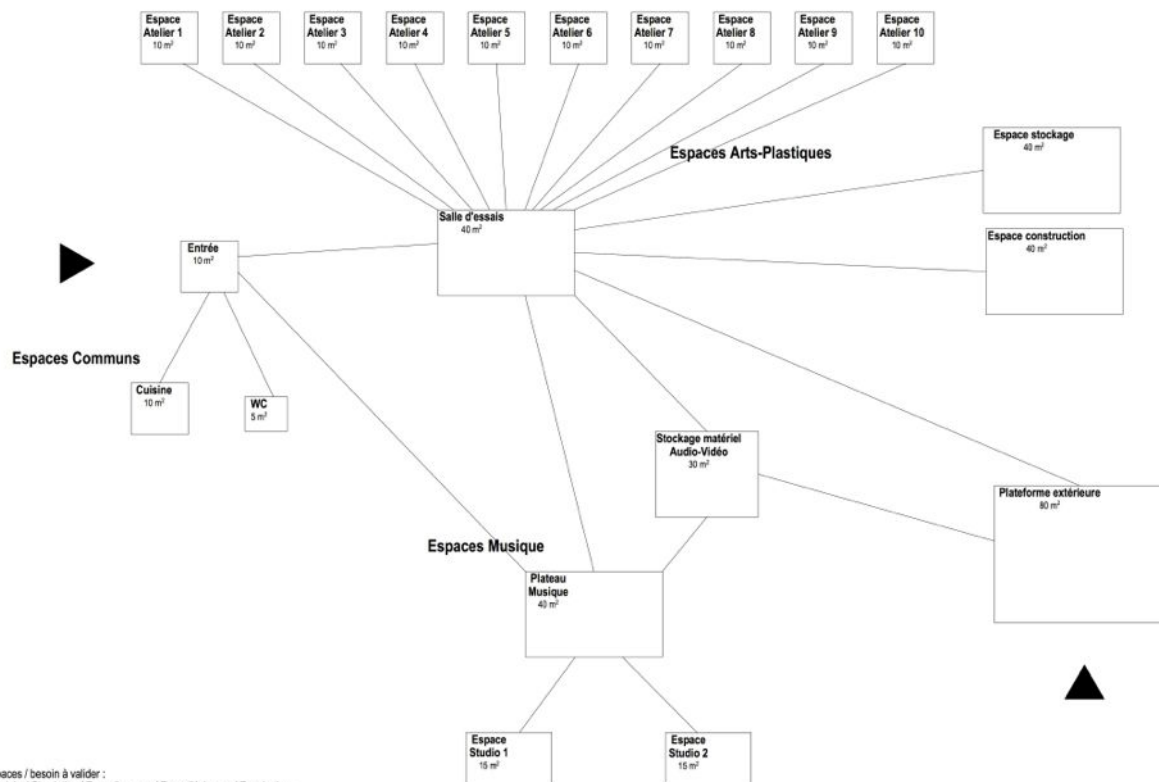 Espace
Atelier 1
10 m²
Espace
Atelier 2
10 m²
Espace
Atelier 3
10 m²
Espace
Atelier 4
10 m²
Espace
Atelier 5
10 m²
Espace
Atelier 6
10 m²
Espace
Atelier 7
10 m²
Espace
Atelier 8
10 m²
Espace
Atelier 9
10 m²
Espace
Atelier 10
10 m²
Espaces Arts-Plastiques
Espace stockage
40 m²
Salle d'essais
40 m²
Espace construction
40 m²
Entrée
10 m²
Espaces Communs
Cuisine
10 m²
WC
5 m²
Stockage matériel
Audio-Vidéo
30 m²
Plateforme extérieure
80 m²
Espaces Musique
Plateau
Musique
40 m²
Espace
Studio 1
15 m²
Espace
Studio 2
15 m²
paces / besoin à valider :